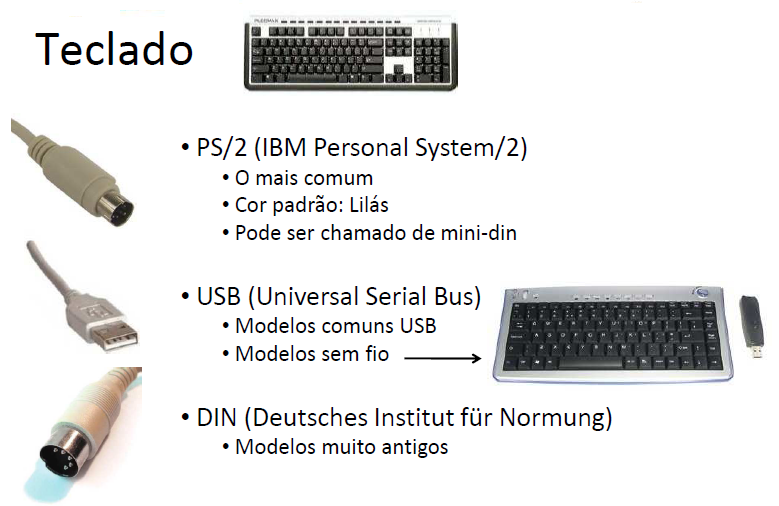 Teclado
PLEOMAX
• PS/2 (IBM Personal System/2)
• O mais comum
• Cor padrão: Lilás
• Pode ser chamado de mini-din
• USB (Universal Serial Bus)
• Modelos comuns USB
• Modelos sem fio
• DIN (Deutsches Institut für Normung)
• Modelos muito antigos